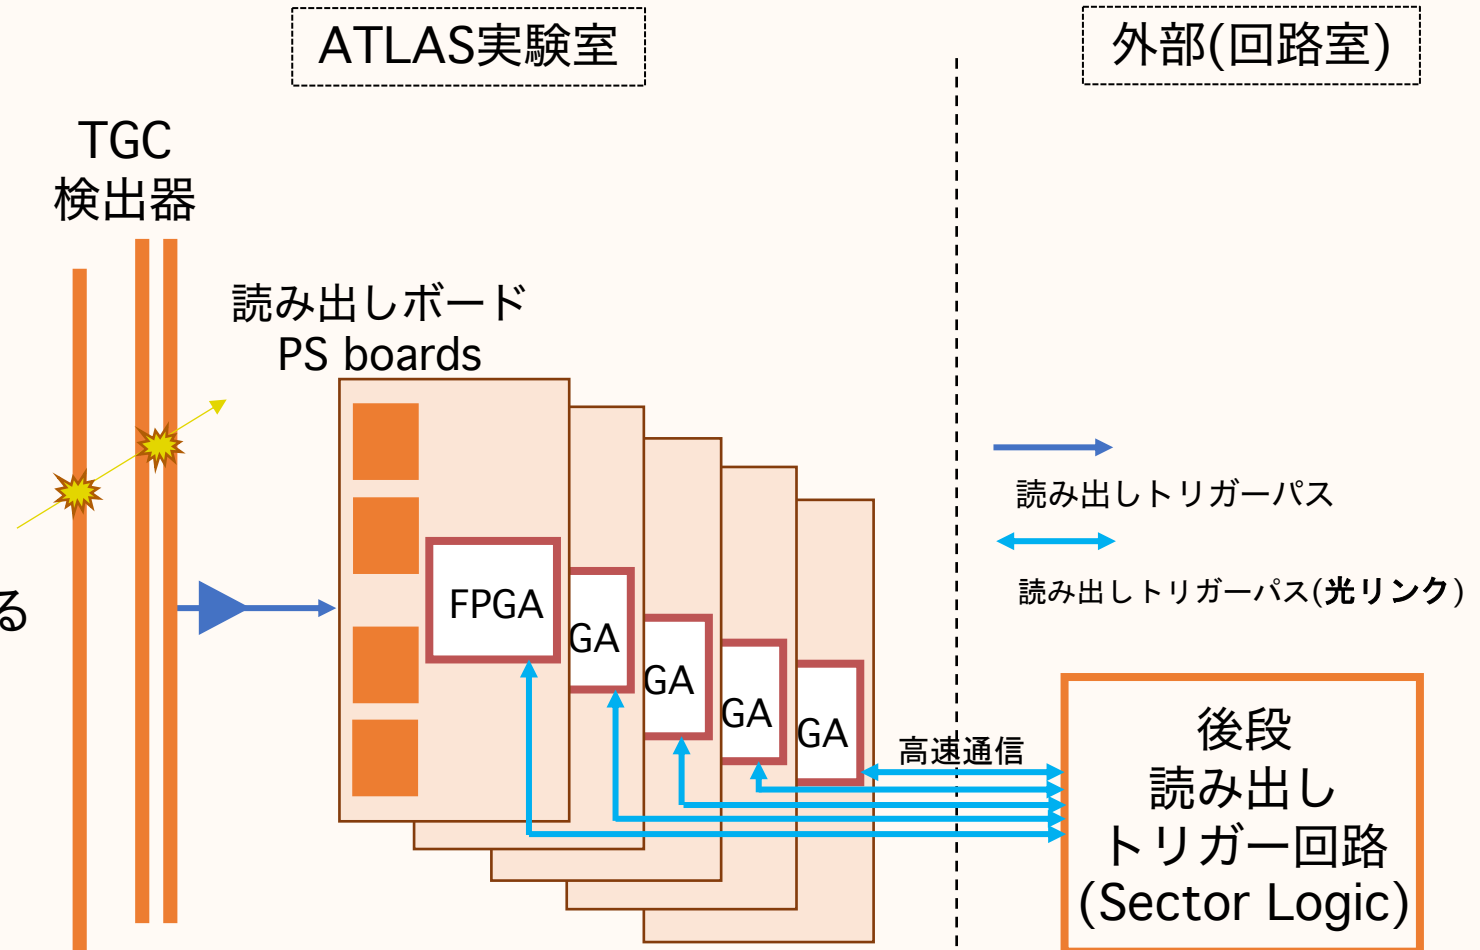 ATLAS実験室
外部(回路室)
TGC
検出器
読み出しボード
PS boards
る
FPGA
GA
GA
GA
GA
高速通信
読み出しトリガーパス
読み出しトリガーパス(光リンク)
後段
読み出し
トリガー回路
(Sector Logic)